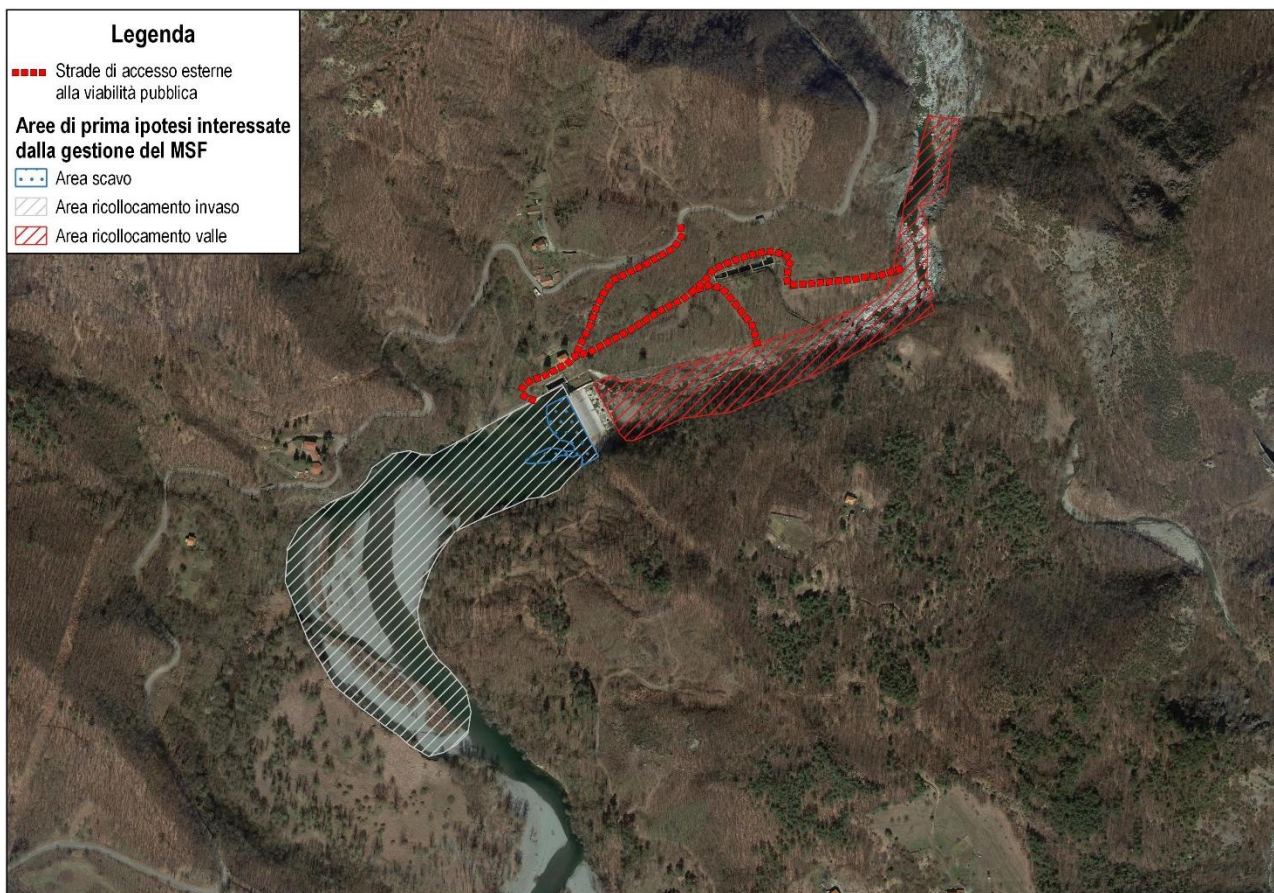 Legenda
Strade di accesso esterne
alla viabilità pubblica
Aree di prima ipotesi interessate
dalla gestione del MSF
Area scavo
Area ricollocamento invaso
Area ricollocamento valle